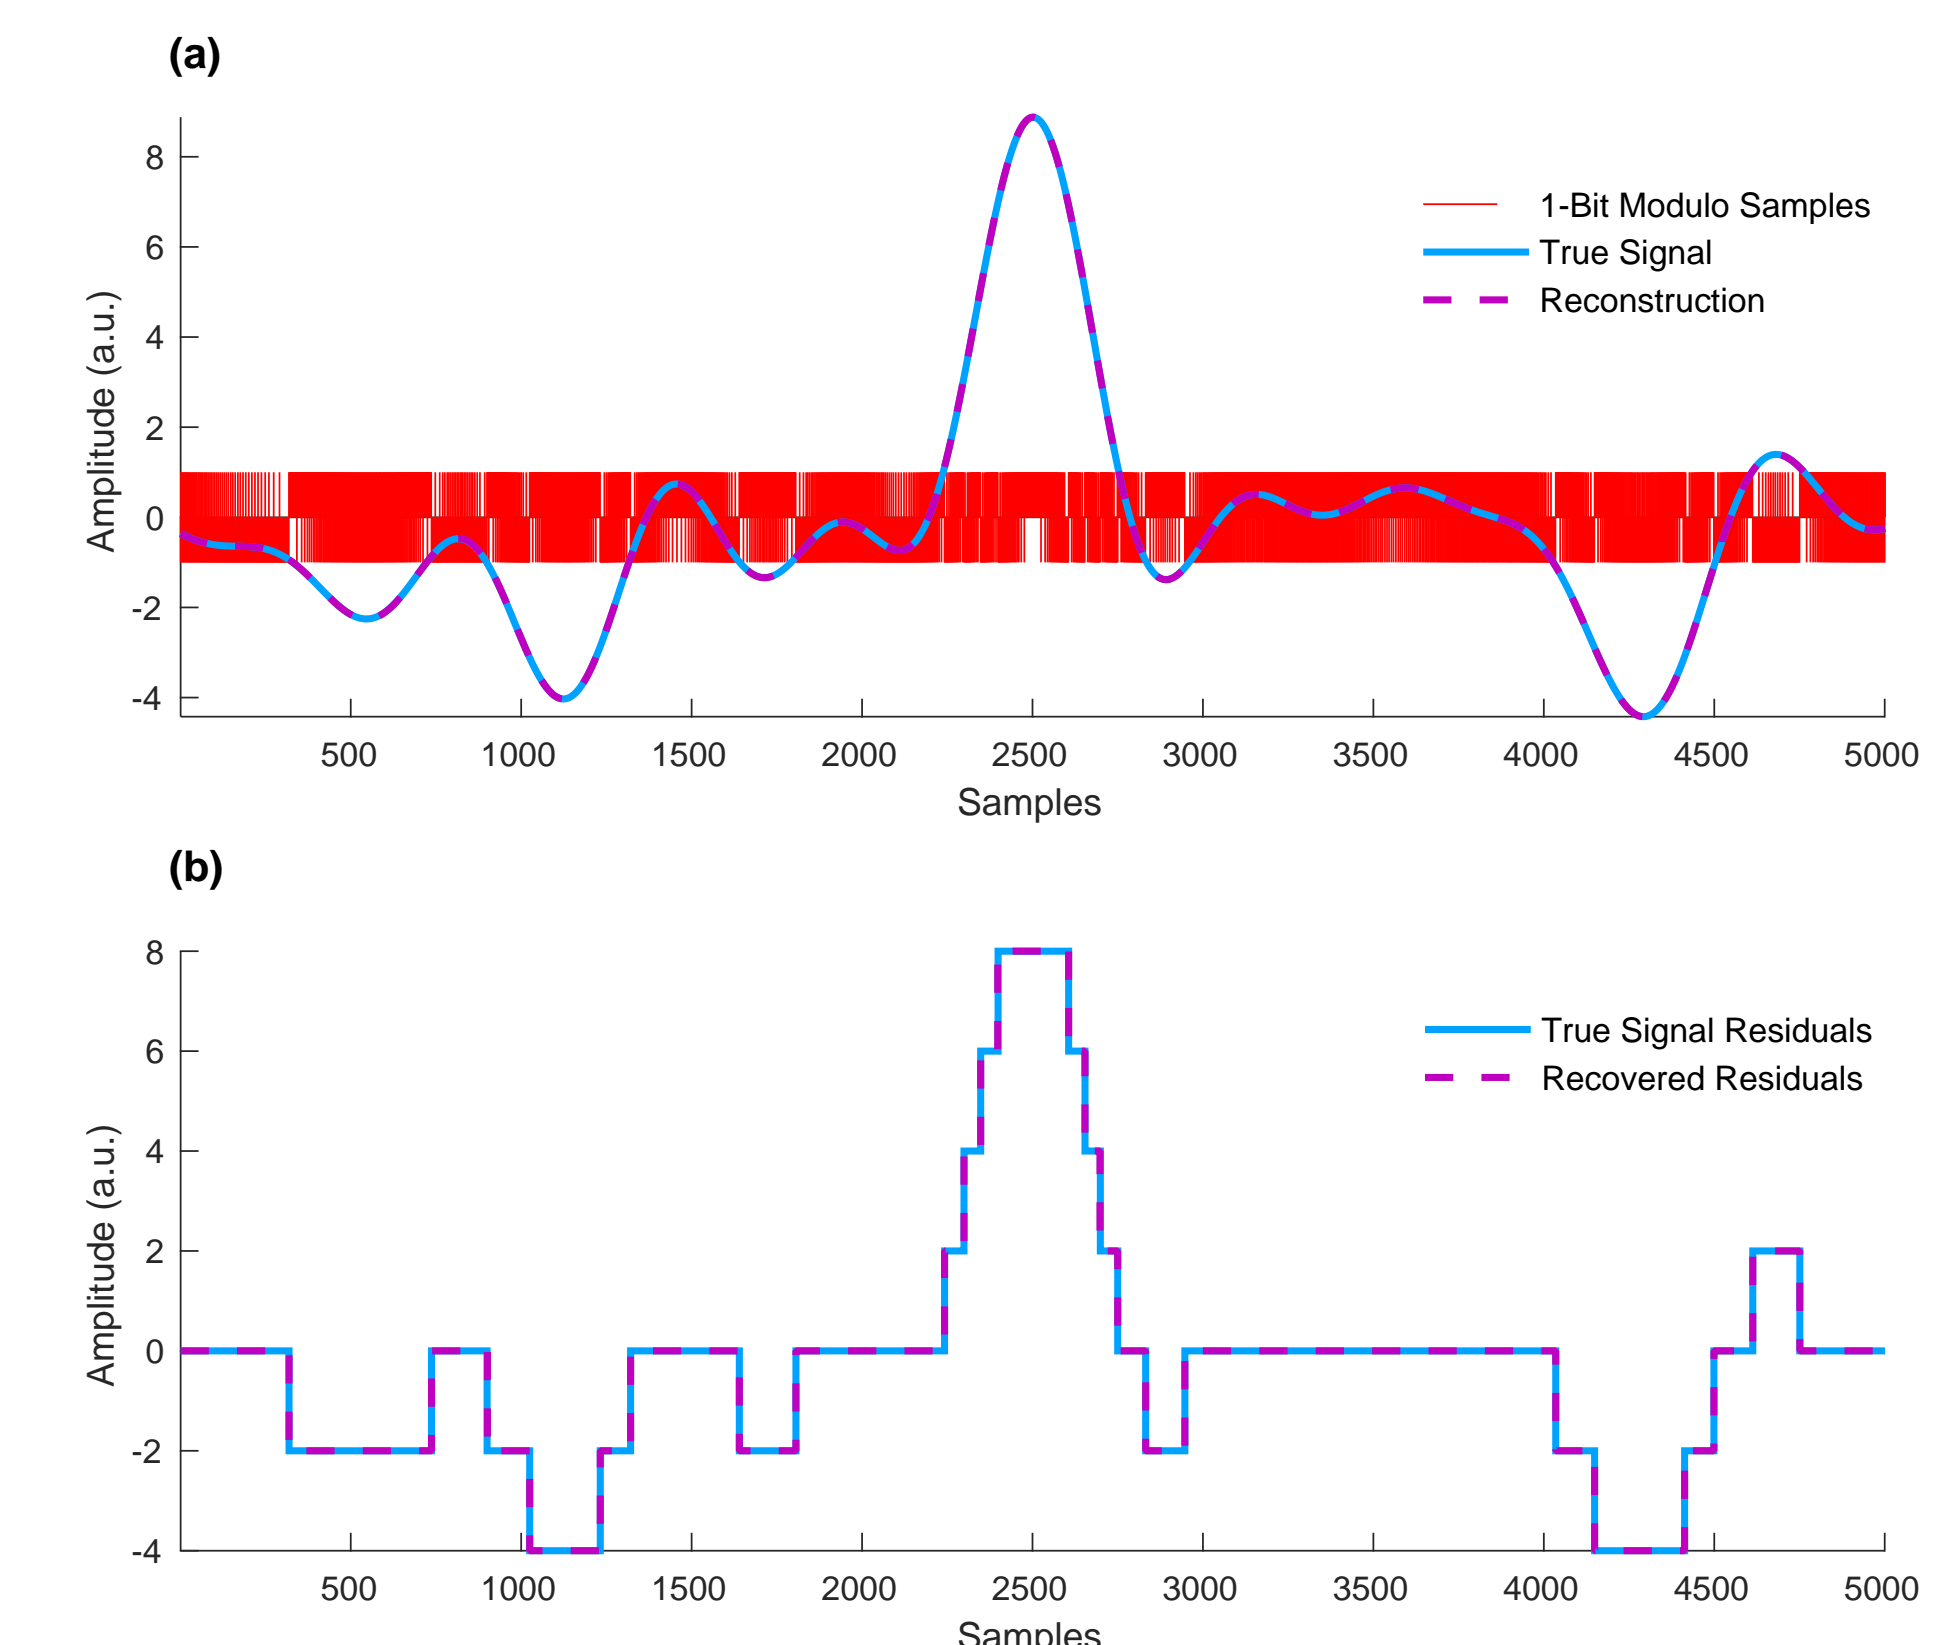 (a)
8
6
4
2
0
-2
-4
Amplitude (a.u.)
1-Bit Modulo Samples
True Signal
Reconstruction
500 1000 1500 2000 2500 3000 3500 4000 4500 5000
Samples
(b)
8
6
4
2
0
-2
-4
Amplitude (a.u.)
True Signal Residuals
Recovered Residuals
500 1000 1500 2000 2500 3000 3500 4000 4500 5000
Samples